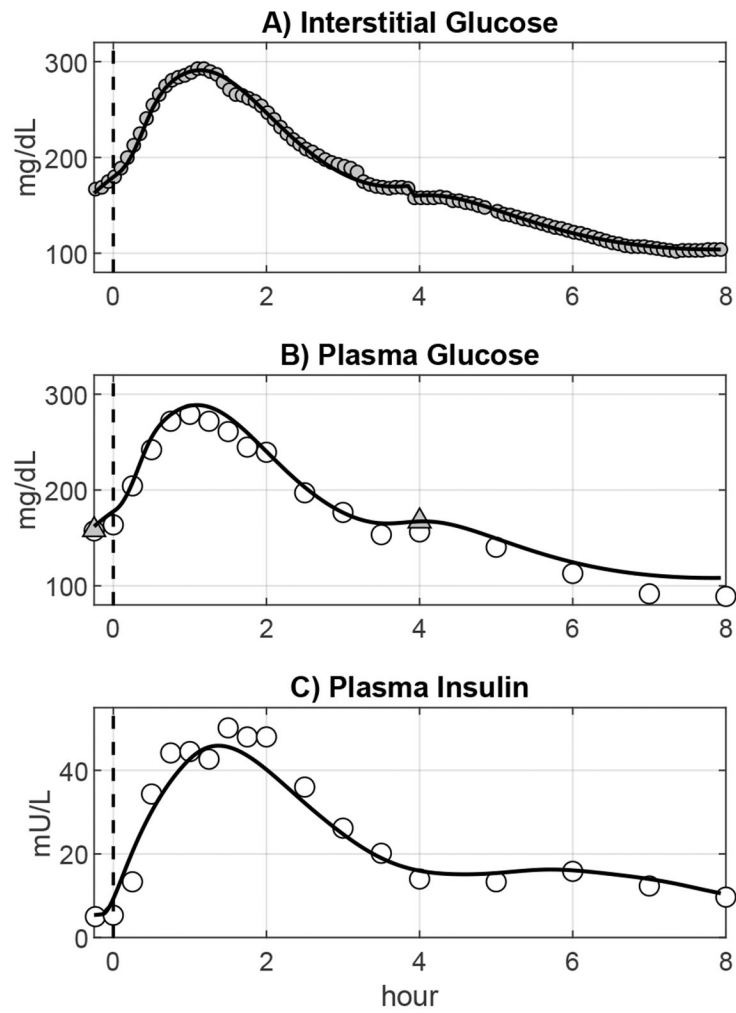 A) Interstitial Glucose
300
200
100
mg/dL
0 2 4 6 8
B) Plasma Glucose
300
200
100
mg/dL
0 2 4 6 8
C) Plasma Insulin
40
20
0
mU/L
0 2 4 6 8
hour